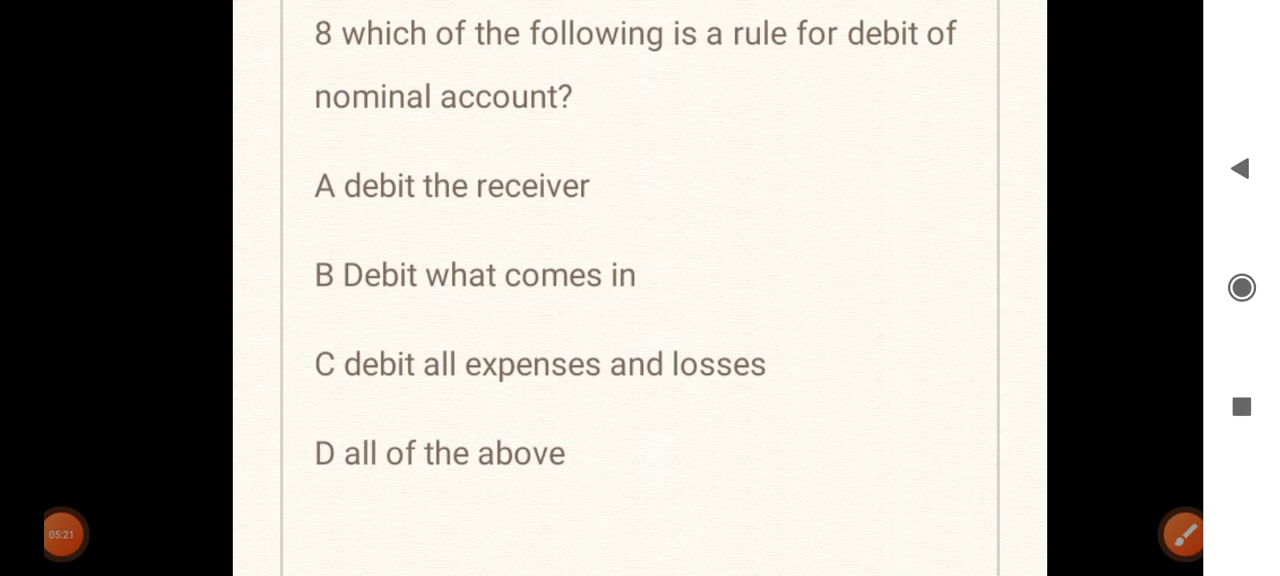 8 which of the following is a rule for debit of
nominal account?
A debit the receiver
B Debit what comes in
C debit all expenses and losses
D all of the above
05:21